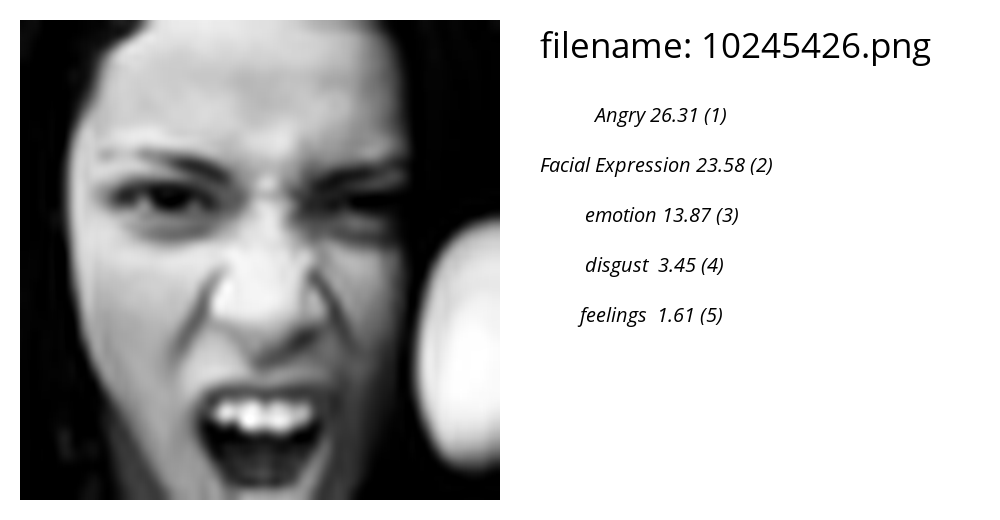 filename: 10245426.png
Angry 26.31 (1)
Facial Expression 23.58 (2)
emotion 13.87 (3)
disgust 3.45 (4)
feelings 1.61 (5)